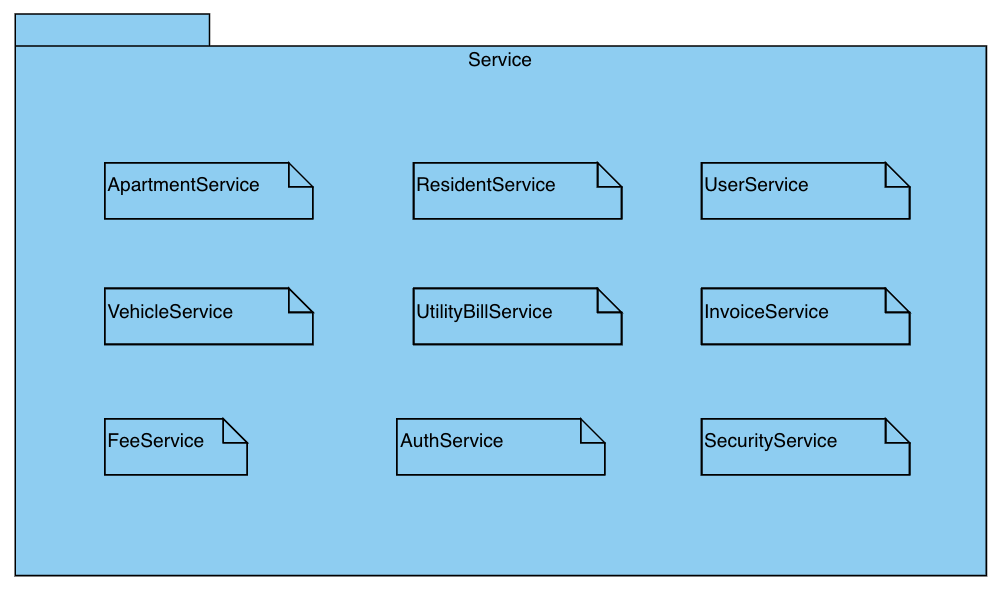 Service
ApartmentService
ResidentService
UserService
VehicleService
UtilityBillService
InvoiceService
FeeService
AuthService
SecurityService